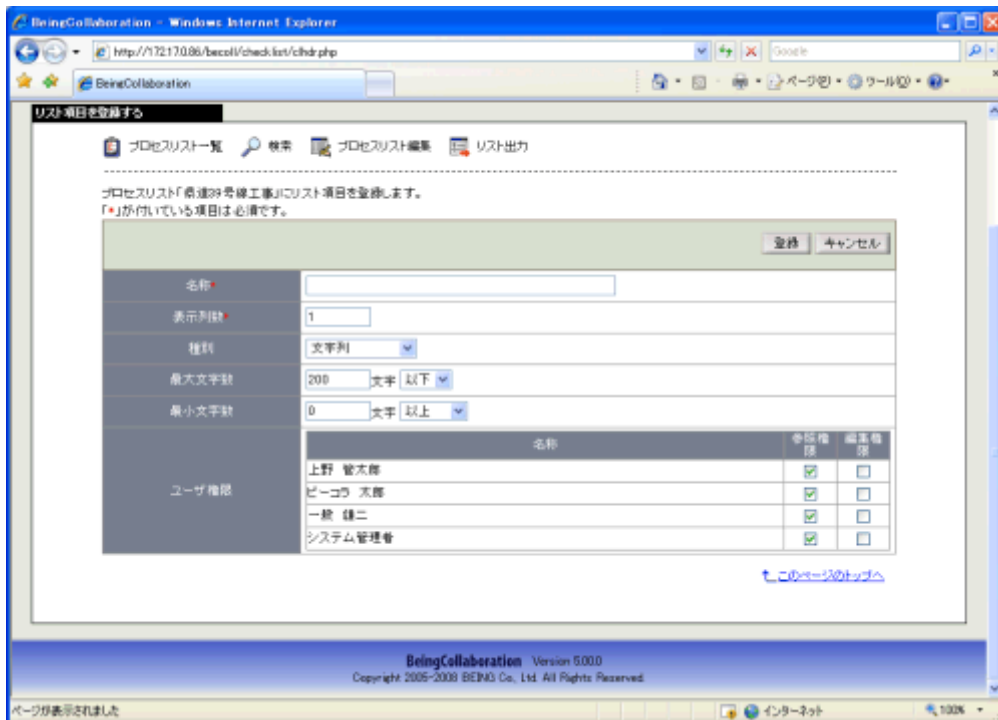 BeingCollaboration - Windows Internet Explorer
http://172.17.0.86/becoll/checklist/clhdr.php
Google
BeingCollaboration
ページ(P)
ツール(O)
リスト項目を登録する
プロセスリスト一覧 検索 プロセスリスト編集 リスト出力
プロセスリスト「県道39号線工事」にリスト項目を登録します。
「*」が付いている項目は必須です。
登録 キャンセル
名称*
表示列数* 1
種別 文字列
最大文字数 200 文字 以下
最小文字数 0 文字 以上
ユーザ権限
名称 参照権限 編集権限
上野 管太郎
ビーコラ 太郎
一般 雄二
システム管理者
このページのトップへ
BeingCollaboration Version 5.00.0
Copyright 2005-2008 BEING Co., Ltd. All Rights Reserved.
ページが表示されました
インターネット
100%